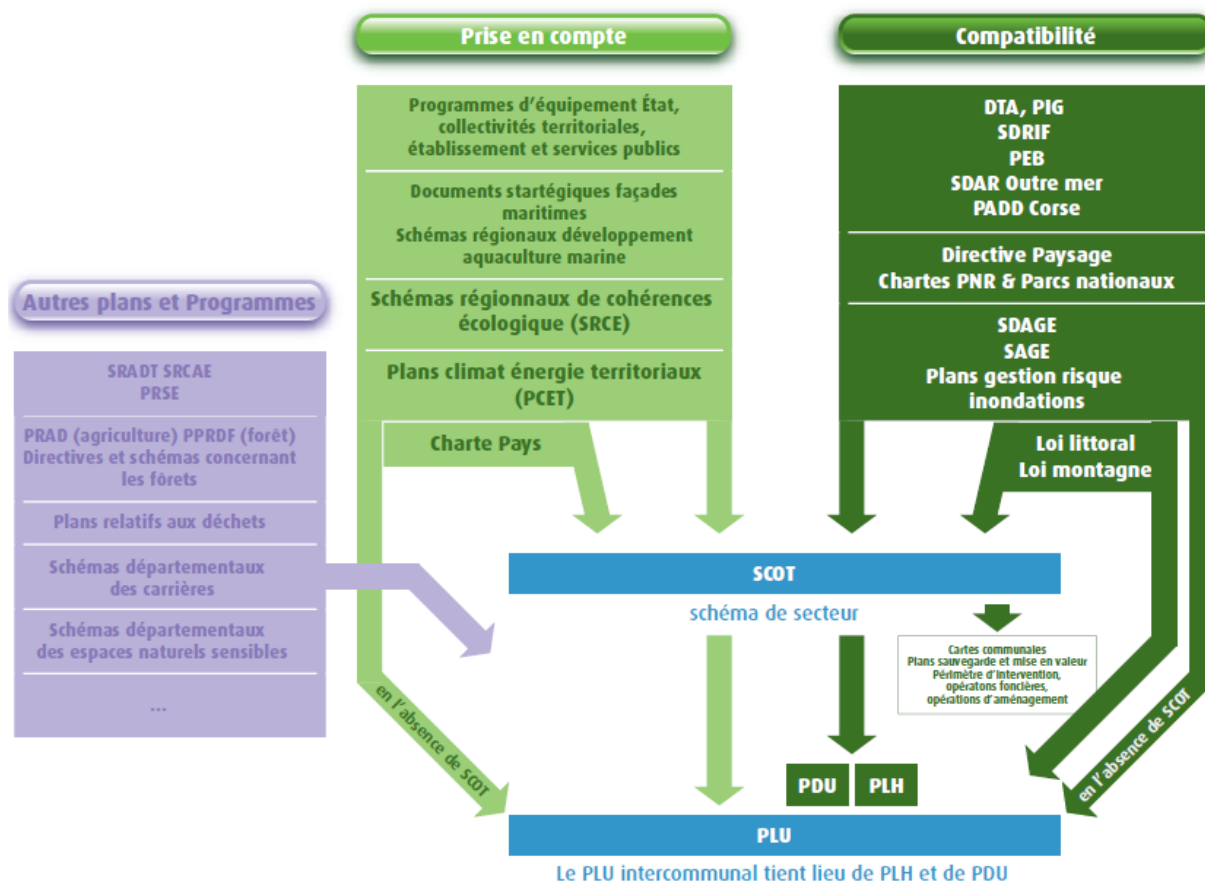 Prise en compte
Compatibilité
Programmes d'équipement État,
collectivités territoriales,
établissement et services publics
Documents startégiques façades
maritimes
Schémas régionaux développement
aquaculture marine
Schémas régionnaux de cohérences
écologique (SRCE)
Plans climat énergie territoriaux
(PCET)
Charte Pays
DTA, PIG
SDRIF
PEB
SDAR Outre mer
PADD Corse
Directive Paysage
Chartes PNR & Parcs nationaux
SDAGE
SAGE
Plans gestion risque
inondations
Loi littoral
Loi montagne
Autres plans et Programmes
SRADT SRCAE
PRSE
PRAD (agriculture) PPRDF (forêt)
Directives et schémas concernant
les fôrets
Plans relatifs aux déchets
Schémas départementaux
des carrières
Schémas départementaux
des espaces naturels sensibles
...
SCOT
schéma de secteur
Cartes communales
Plans sauvegarde et mise en valeur
Périmètre d'intervention,
opératons foncières,
opérations d'aménagement
en l'absence de SCOT
en l'absence de SCOT
PDU
PLH
PLU
Le PLU intercommunal tient lieu de PLH et de PDU